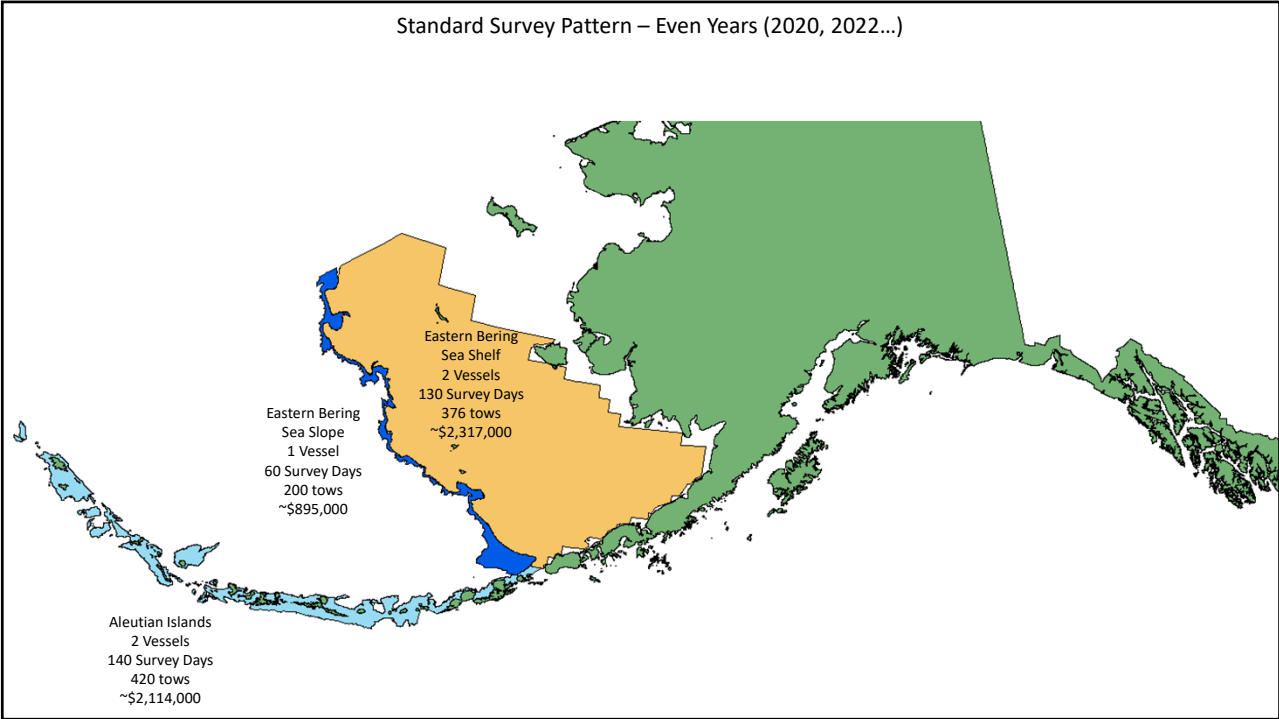 Standard Survey Pattern – Even Years (2020, 2022…)
Eastern Bering
Sea Shelf
2 Vessels
130 Survey Days
376 tows
~$2,317,000
Eastern Bering
Sea Slope
1 Vessel
60 Survey Days
200 tows
~$895,000
Aleutian Islands
2 Vessels
140 Survey Days
420 tows
~$2,114,000